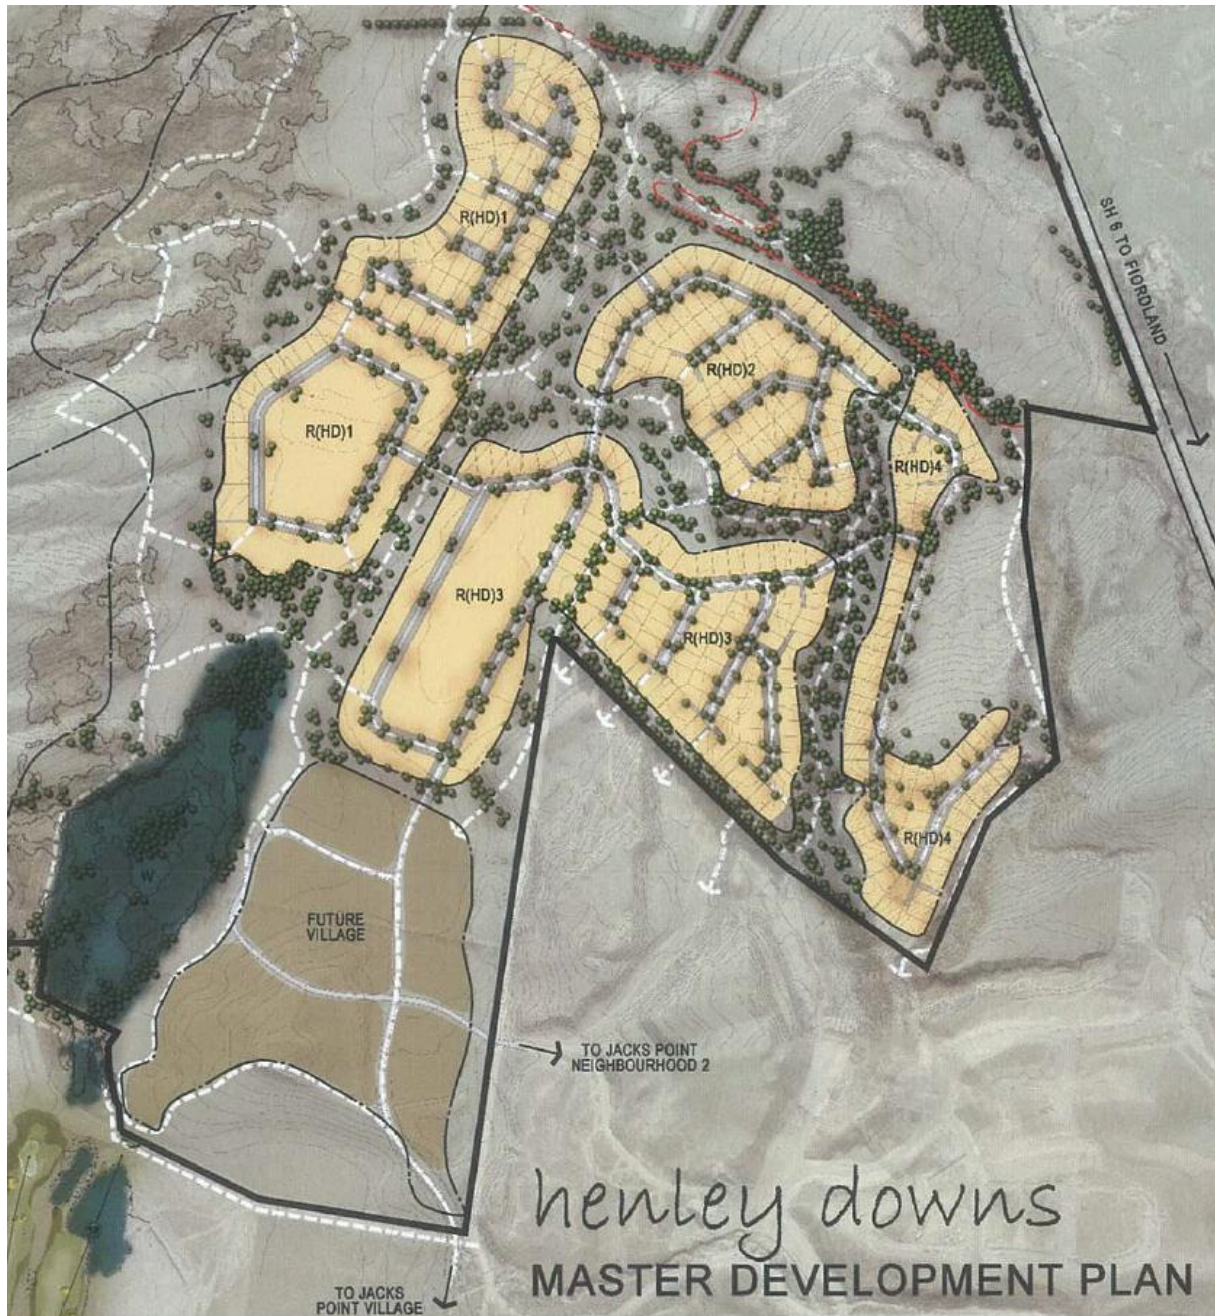 SH 6 TO FIORDLAND
R(HD)1
R(HD)2
R(HD)1
R(HD)4
R(HD)3
R(HD)3
R(HD)4
W
FUTURE
VILLAGE
TO JACKS POINT
NEIGHBOURHOOD 2
henley downs
MASTER DEVELOPMENT PLAN
TO JACKS
POINT VILLAGE